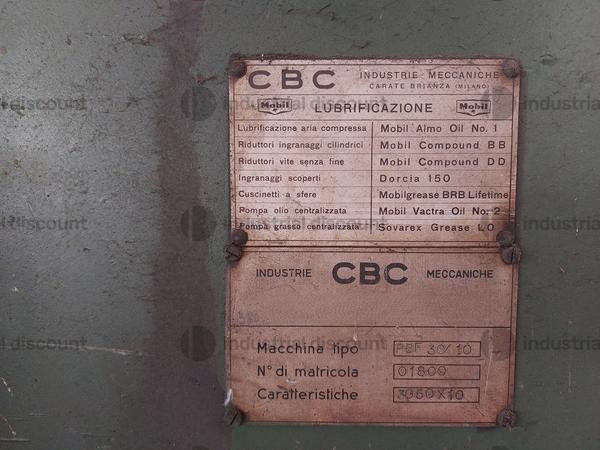 CBC INDUSTRIE MECCANICHE
CARATE BRIANZA (MILANO)
Mobil LUBRIFICAZIONE Mobil
Lubrificazione aria compressa Mobil Almo Oil No. 1
Riduttori ingranaggi cilindrici Mobil Compound BB
Riduttori vite senza fine Mobil Compound DD
Ingranaggi scoperti Dorcia 150
Cuscinetti a sfere Mobilgrease BRB Lifetime
Pompa olio centralizzata Mobil Vactra Oil No. 2
Pompa grasso centralizzata Sovarex Grease LO
INDUSTRIE CBC MECCANICHE
Macchina tipo PBF 30/10
N° di matricola 01800
Caratteristiche 3050X10
industrial discount